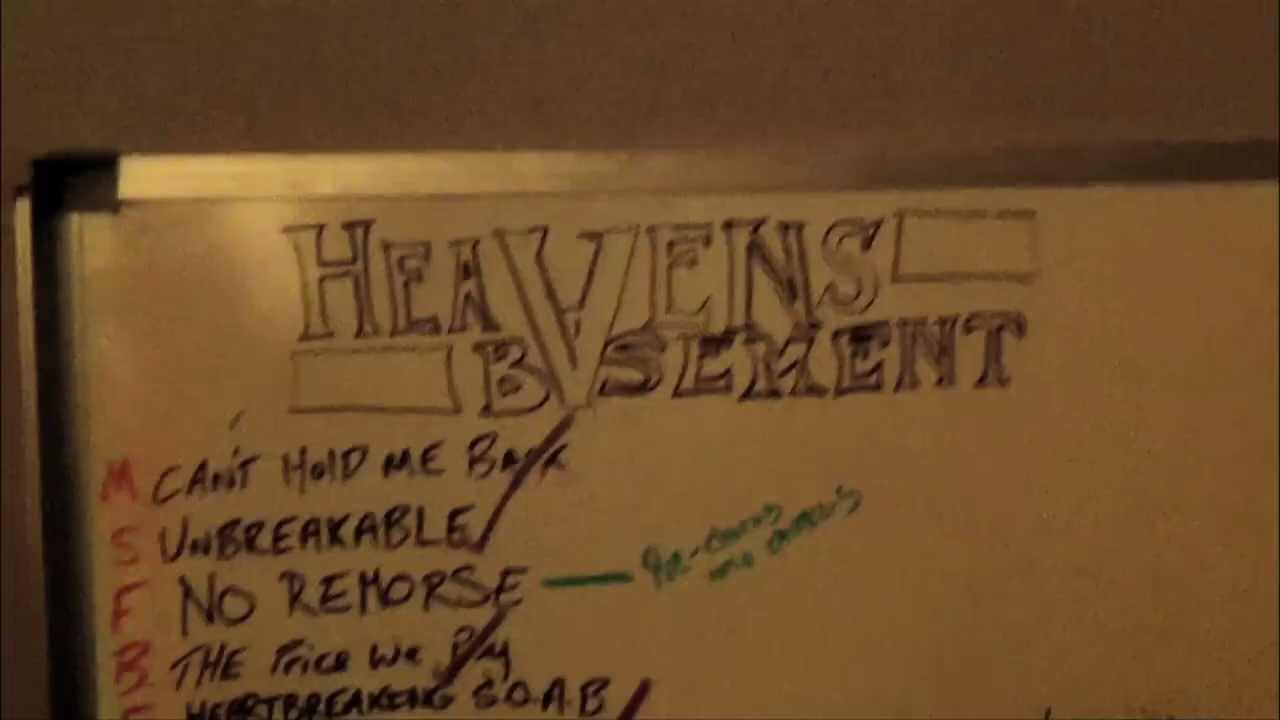 HEAVENS
BASEMENT
M CAN'T HOLD ME BACK
S UNBREAKABLE
F NO REMORSE —
B THE Price We Pay
HEARTBREAKING S.O.A.B